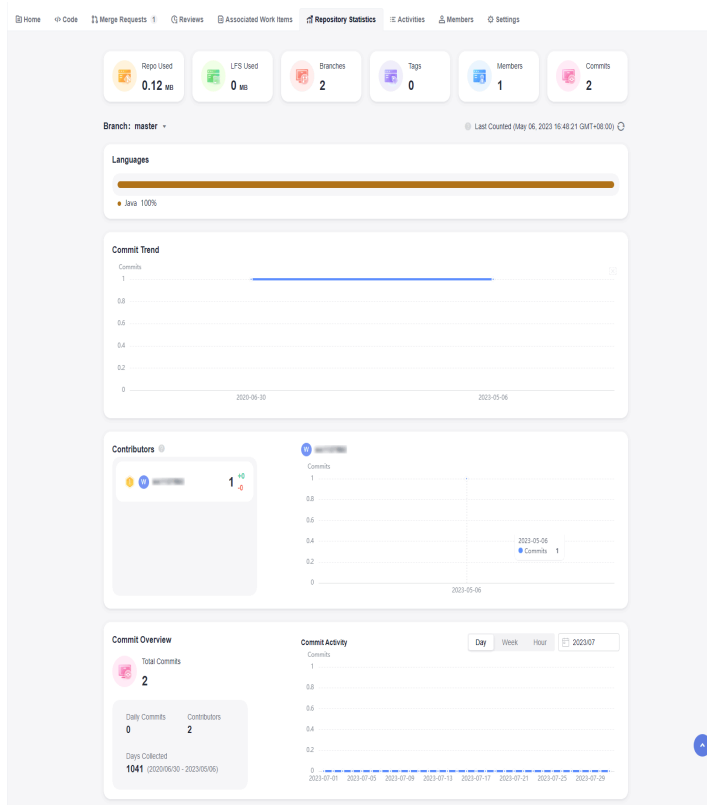 Home Code Merge Requests 1 Reviews Associated Work Items Repository Statistics Activities Members Settings
Repo Used LFS Used Branches Tags Members Commits
0.12 MB 0 MB 2 0 1 2
Branch: master Last Counted (May 06, 2023 16:48:21 GMT+08:00)
Languages
Java 100%
Commit Trend
Commits
1
0.8
0.6
0.4
0.2
0
2020-06-30 2023-05-06
Contributors
W
W 1 +0
-0
Commits
1
0.8
0.6
0.4
0.2
0
2023-05-06
Commits 1
2023-05-06
Commit Overview
Total Commits
2
Daily Commits Contributors
0 2
Days Collected
1041 (2020/06/30 - 2023/05/06)
Commit Activity Day Week Hour 2023/07
Commits
1
0.8
0.6
0.4
0.2
0
2023-07-01 2023-07-05 2023-07-09 2023-07-13 2023-07-17 2023-07-21 2023-07-25 2023-07-29